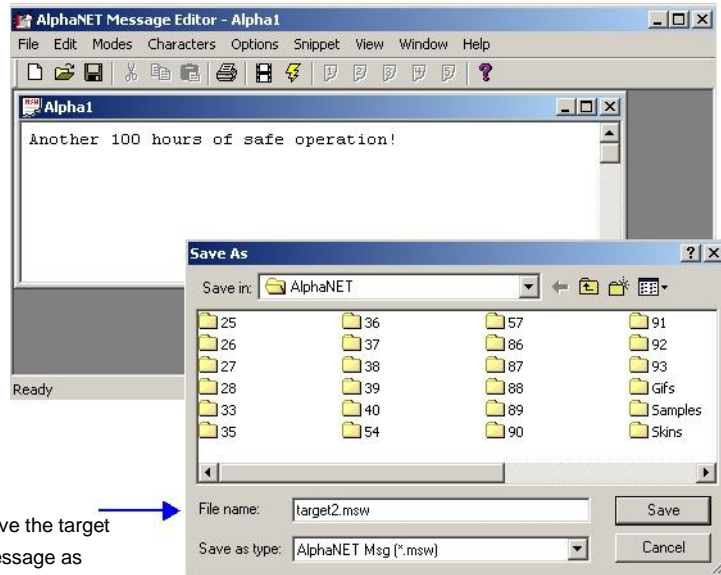 AlphaNET Message Editor - Alpha1
File Edit Modes Characters Options Snippet View Window Help
Alpha1
Another 100 hours of safe operation!
Save As
Save in: AlphaNET
25 36 57 91
26 37 86 92
27 38 87 93
28 39 88 Gifs
33 40 89 Samples
35 54 90 Skins
Ready
File name: target2.msw Save
Save as type: AlphaNET Msg (*.msw) Cancel
ve the target
essage as